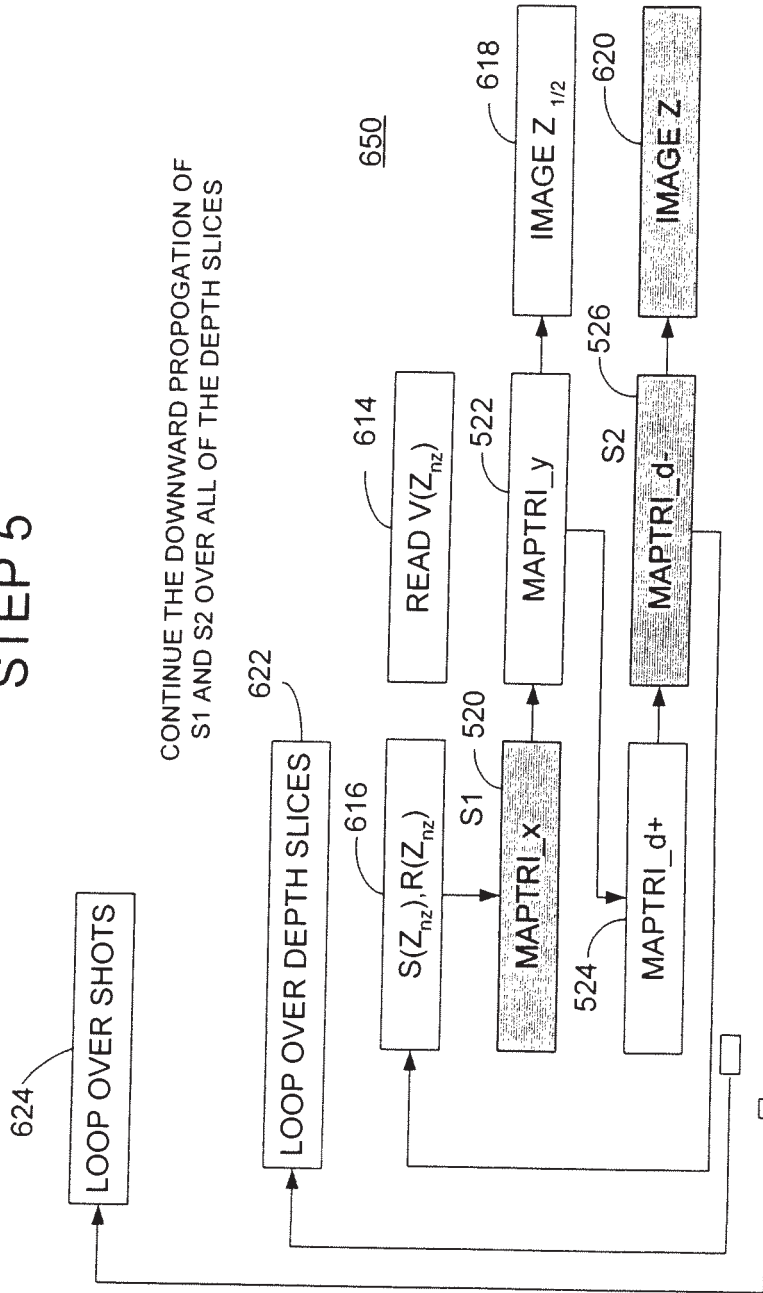 STEP 5
CONTINUE THE DOWNWARD PROPOGATION OF
S1 AND S2 OVER ALL OF THE DEPTH SLICES
650
624
LOOP OVER SHOTS
622
LOOP OVER DEPTH SLICES
616
S(Z_nz), R(Z_nz)
614
READ V(Z_nz)
S1
520
MAPTRI_x
522
MAPTRI_y
618
IMAGE Z 1/2
524
MAPTRI_d+
S2
526
MAPTRI_d-
620
IMAGE Z